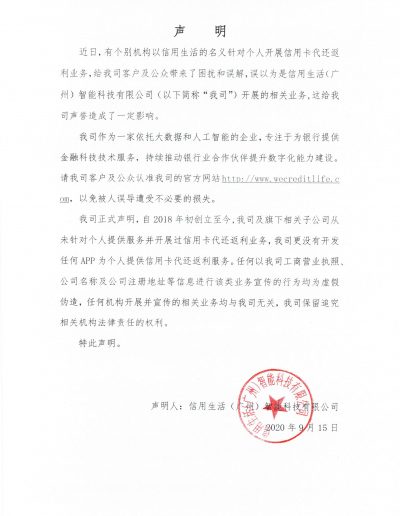 声　明
近日，有个别机构以信用生活的名义针对个人开展信用卡代还返
利业务，给我司客户及公众带来了困扰和误解，误以为是信用生活（广
州）智能科技有限公司（以下简称“我司”）开展的相关业务，这给我
司声誉造成了一定影响。
我司作为一家依托大数据和人工智能的企业，专注于为银行提供
金融科技技术服务，持续推动银行业合作伙伴提升数字化能力建设。
请我司客户及公众认准我司的官方网站http://www.wecreditlife.c
om，以免被人误导遭受不必要的损失。
我司正式声明，自2018年初创立至今，我司及旗下相关子公司从
未针对个人提供服务并开展过信用卡代还返利业务，我司更没有开发
任何APP为个人提供信用卡代还返利服务。任何以我司工商营业执照、
公司名称及公司注册地址等信息进行该类业务宣传的行为均为虚假
伪造，任何机构开展并宣传的相关业务均与我司无关，我司保留追究
相关机构法律责任的权利。
特此声明。
声明人：信用生活（广州）智能科技有限公司
2020年9月15日
信用生活（广州）智能科技有限公司